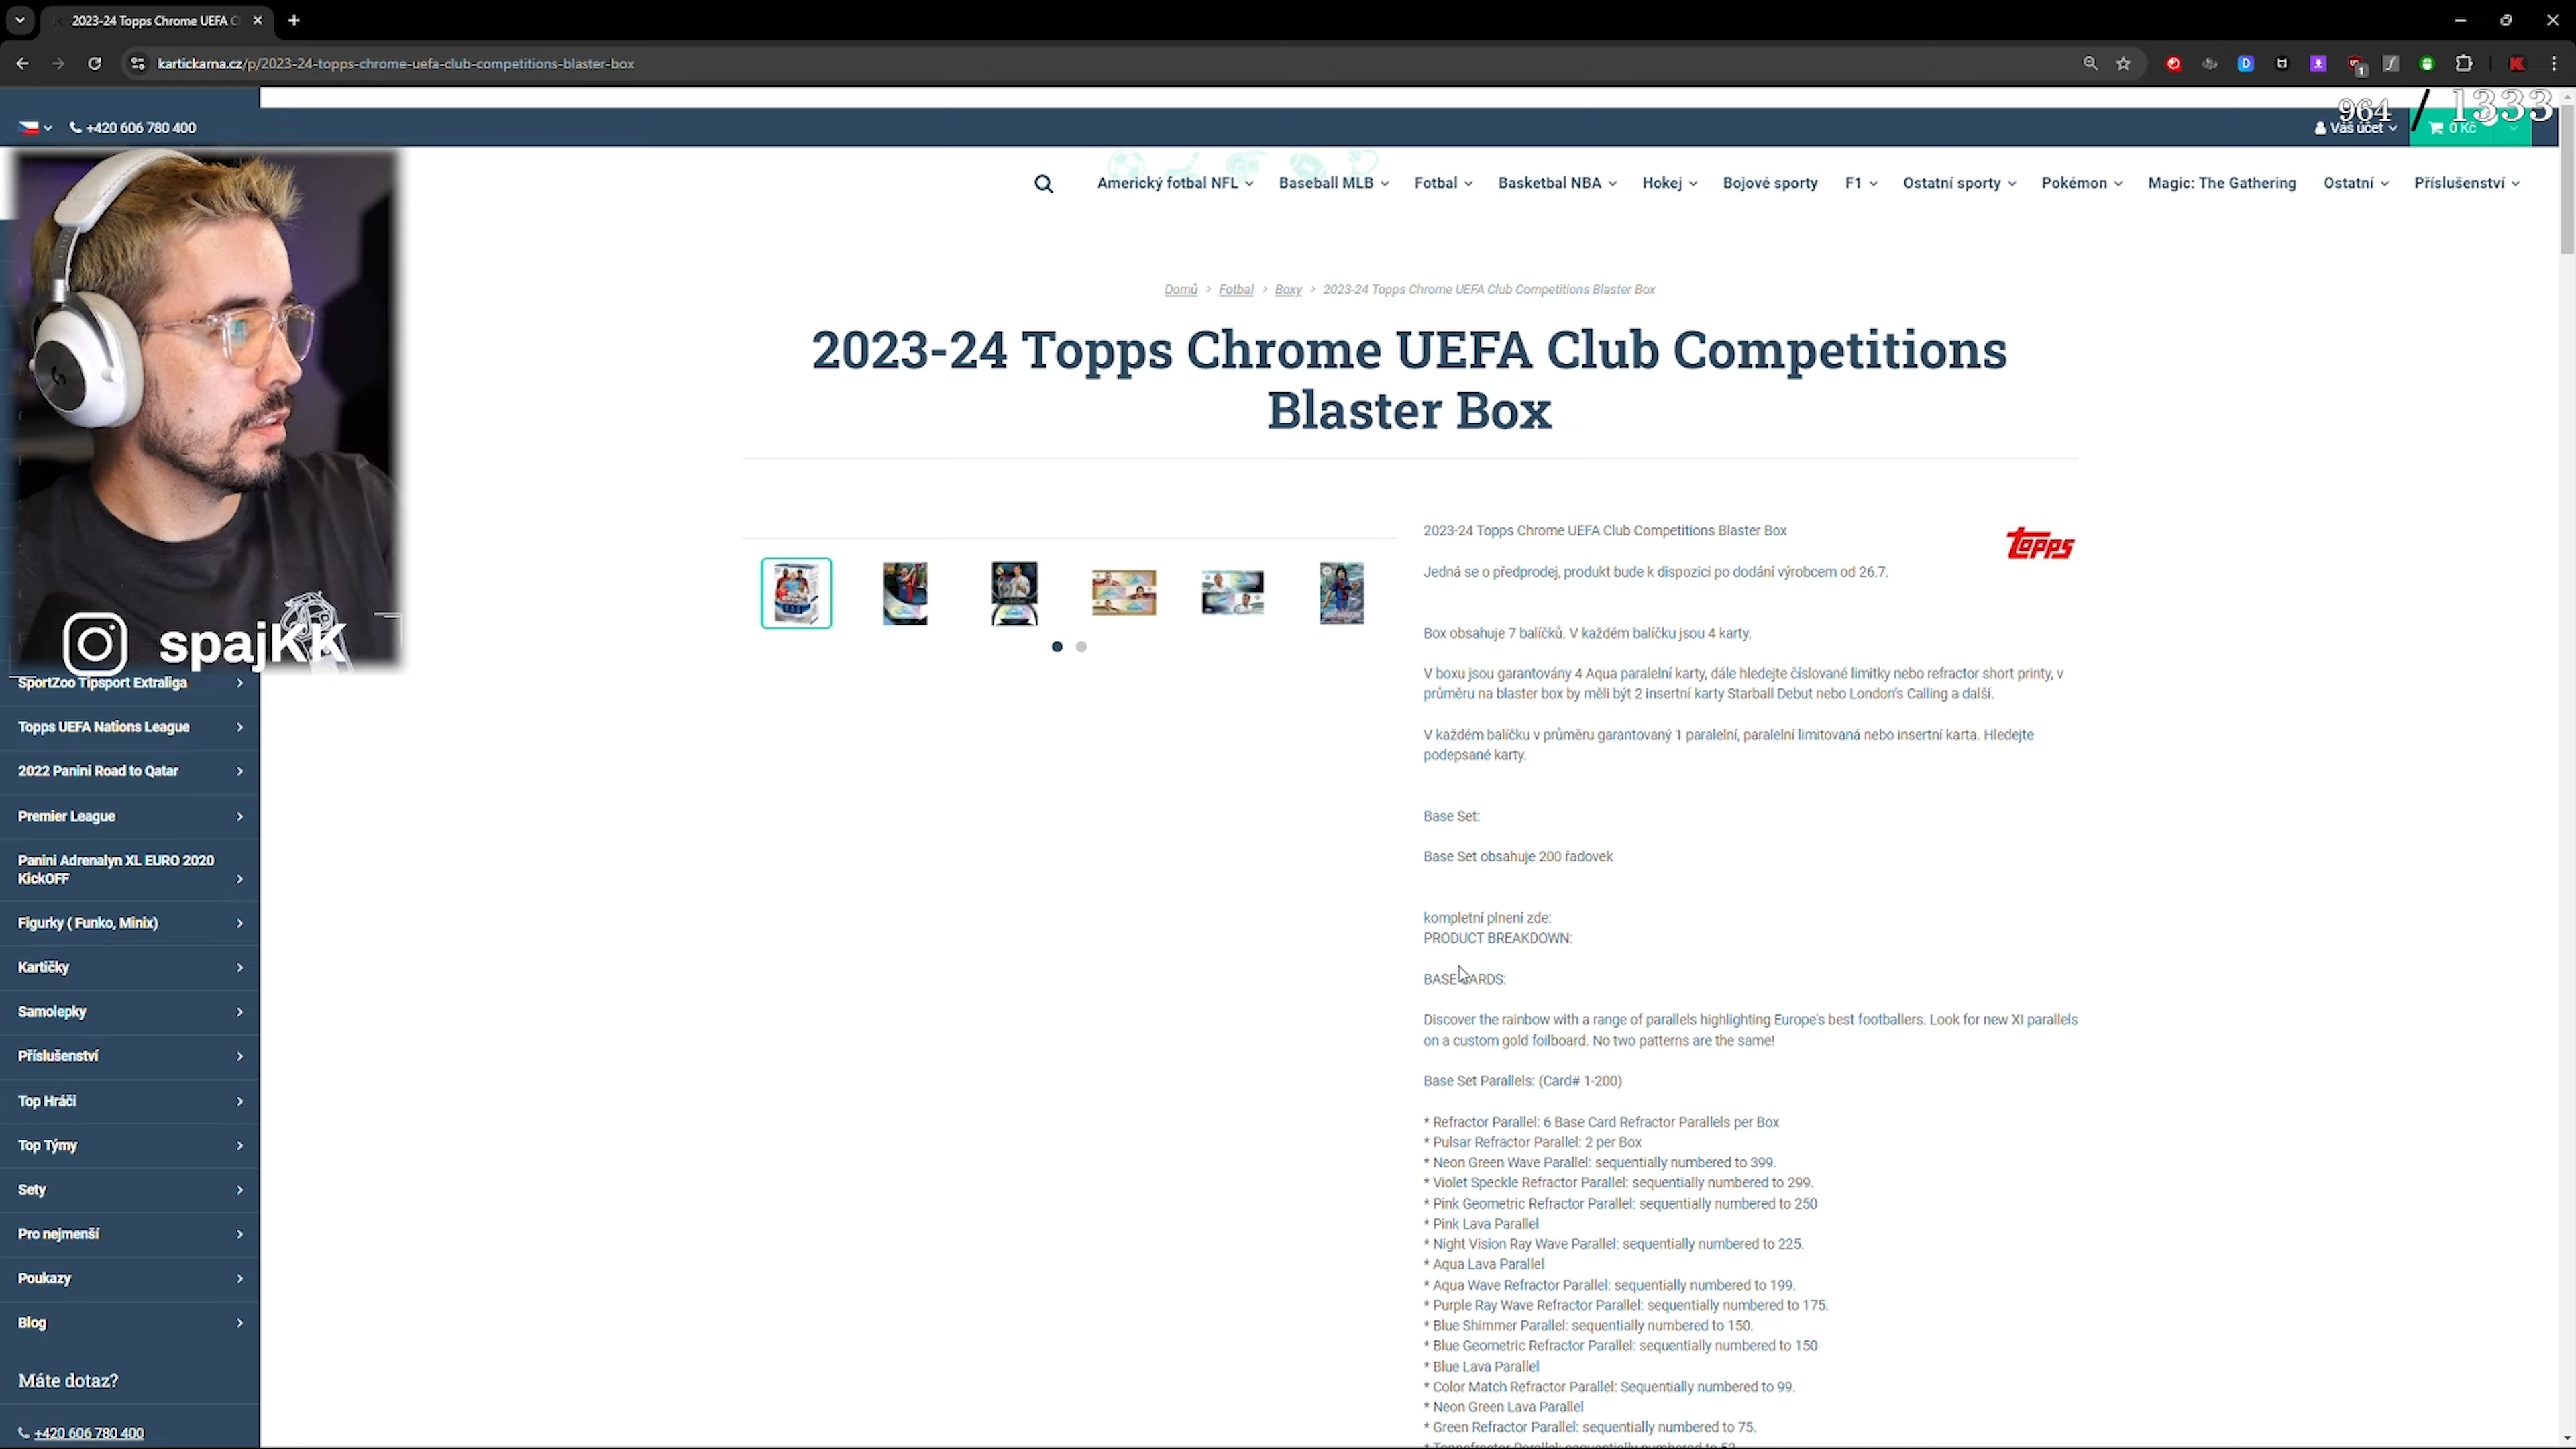 2023-24 Topps Chrome UEFA C
kartickarna.cz/p/2023-24-topps-chrome-uefa-club-competitions-blaster-box
964 / 1333
+420 606 780 400
Váš účet
0 Kč
Americký fotbal NFL
Baseball MLB
Fotbal
Basketbal NBA
Hokej
Bojové sporty
F1
Ostatní sporty
Pokémon
Magic: The Gathering
Ostatní
Příslušenství
Domů > Fotbal > Boxy > 2023-24 Topps Chrome UEFA Club Competitions Blaster Box
2023-24 Topps Chrome UEFA Club Competitions
Blaster Box
spajKK
SportZoo Tipsport Extraliga
Topps UEFA Nations League
2022 Panini Road to Qatar
Premier League
Panini Adrenalyn XL EURO 2020
KickOFF
Figurky ( Funko, Minix)
Kartičky
Samolepky
Příslušenství
Top Hráči
Top Týmy
Sety
Pro nejmenší
Poukazy
Blog
Máte dotaz?
+420 606 780 400
topps
2023-24 Topps Chrome UEFA Club Competitions Blaster Box
Jedná se o předprodej, produkt bude k dispozici po dodání výrobcem od 26.7.
Box obsahuje 7 balíčků. V každém balíčku jsou 4 karty.
V boxu jsou garantovány 4 Aqua paralelní karty, dále hledejte číslované limitky nebo refractor short printy, v
průměru na blaster box by měli být 2 insertní karty Starball Debut nebo London's Calling a další.
V každém balíčku v průměru garantovaný 1 paralelní, paralelní limitovaná nebo insertní karta. Hledejte
podepsané karty.
Base Set:
Base Set obsahuje 200 řadovek
kompletní plnení zde:
PRODUCT BREAKDOWN:
BASE CARDS:
Discover the rainbow with a range of parallels highlighting Europe's best footballers. Look for new XI parallels
on a custom gold foilboard. No two patterns are the same!
Base Set Parallels: (Card# 1-200)
* Refractor Parallel: 6 Base Card Refractor Parallels per Box
* Pulsar Refractor Parallel: 2 per Box
* Neon Green Wave Parallel: sequentially numbered to 399.
* Violet Speckle Refractor Parallel: sequentially numbered to 299.
* Pink Geometric Refractor Parallel: sequentially numbered to 250
* Pink Lava Parallel
* Night Vision Ray Wave Parallel: sequentially numbered to 225.
* Aqua Lava Parallel
* Aqua Wave Refractor Parallel: sequentially numbered to 199.
* Purple Ray Wave Refractor Parallel: sequentially numbered to 175.
* Blue Shimmer Parallel: sequentially numbered to 150.
* Blue Geometric Refractor Parallel: sequentially numbered to 150
* Blue Lava Parallel
* Color Match Refractor Parallel: Sequentially numbered to 99.
* Neon Green Lava Parallel
* Green Refractor Parallel: sequentially numbered to 75.